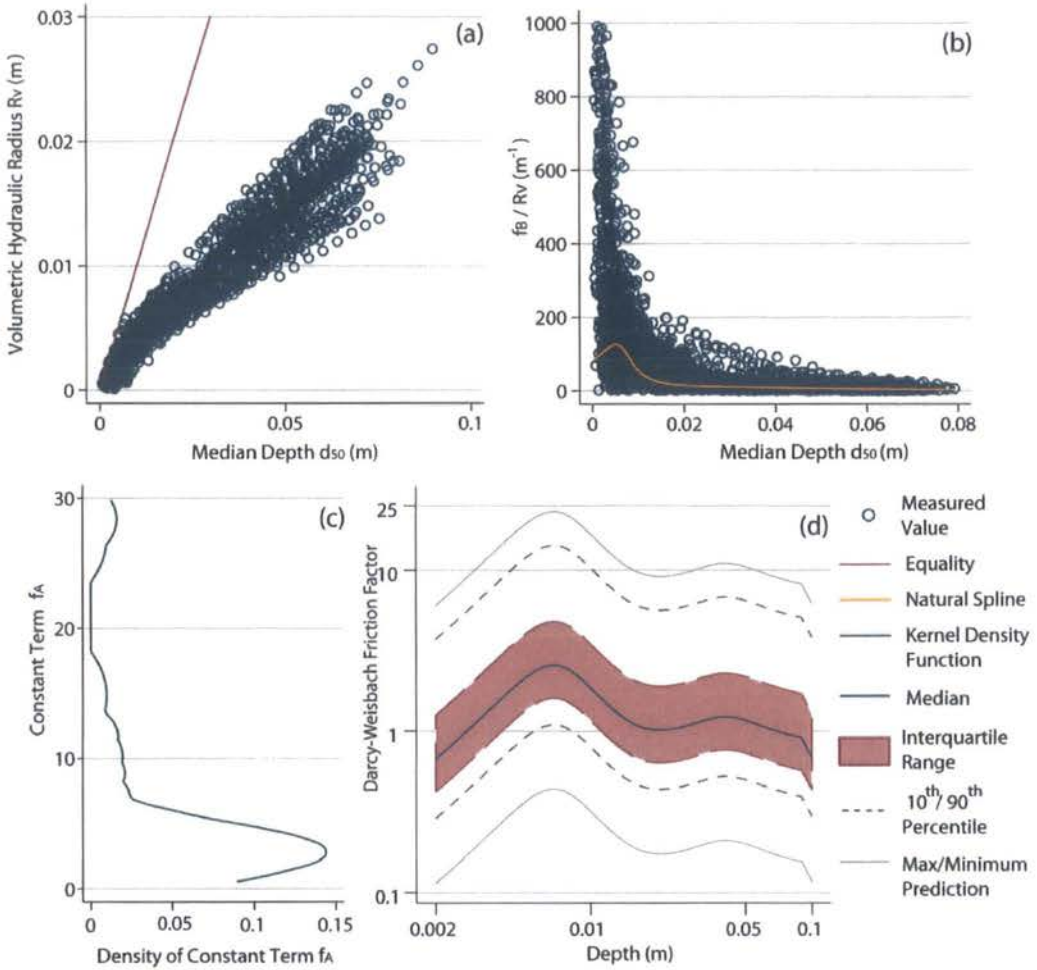 (a)
Volumetric Hydraulic Radius Rv (m)
0.03
0.02
0.01
0
0
0.05
0.1
Median Depth d50 (m)
(b)
fB / Rv (m-1)
1000
800
600
400
200
0
0
0.02
0.04
0.06
0.08
Median Depth d50 (m)
(c)
Constant Term fA
30
20
10
0
0
0.05
0.1
0.15
Density of Constant Term fA
(d)
Darcy-Weisbach Friction Factor
25
10
1
0.1
0.002
0.01
0.05
0.1
Depth (m)
Measured
Value
Equality
Natural Spline
Kernel Density
Function
Median
Interquartile
Range
10th/ 90th
Percentile
Max/Minimum
Prediction